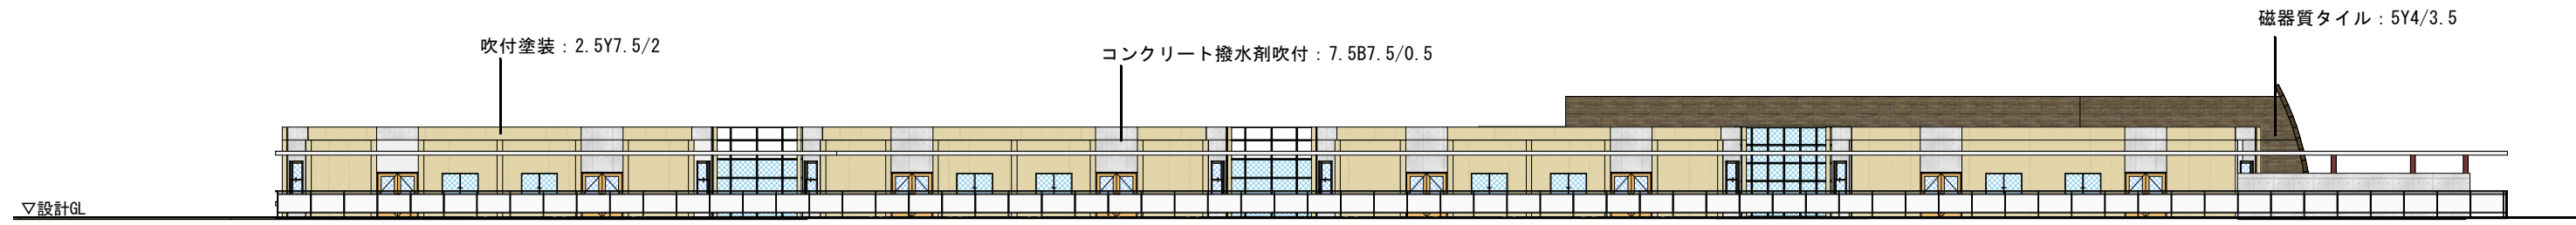 磁器質タイル：5Y4/3.5
吹付塗装：2.5Y7.5/2
コンクリート撥水剤吹付：7.5B7.5/0.5
▽設計GL